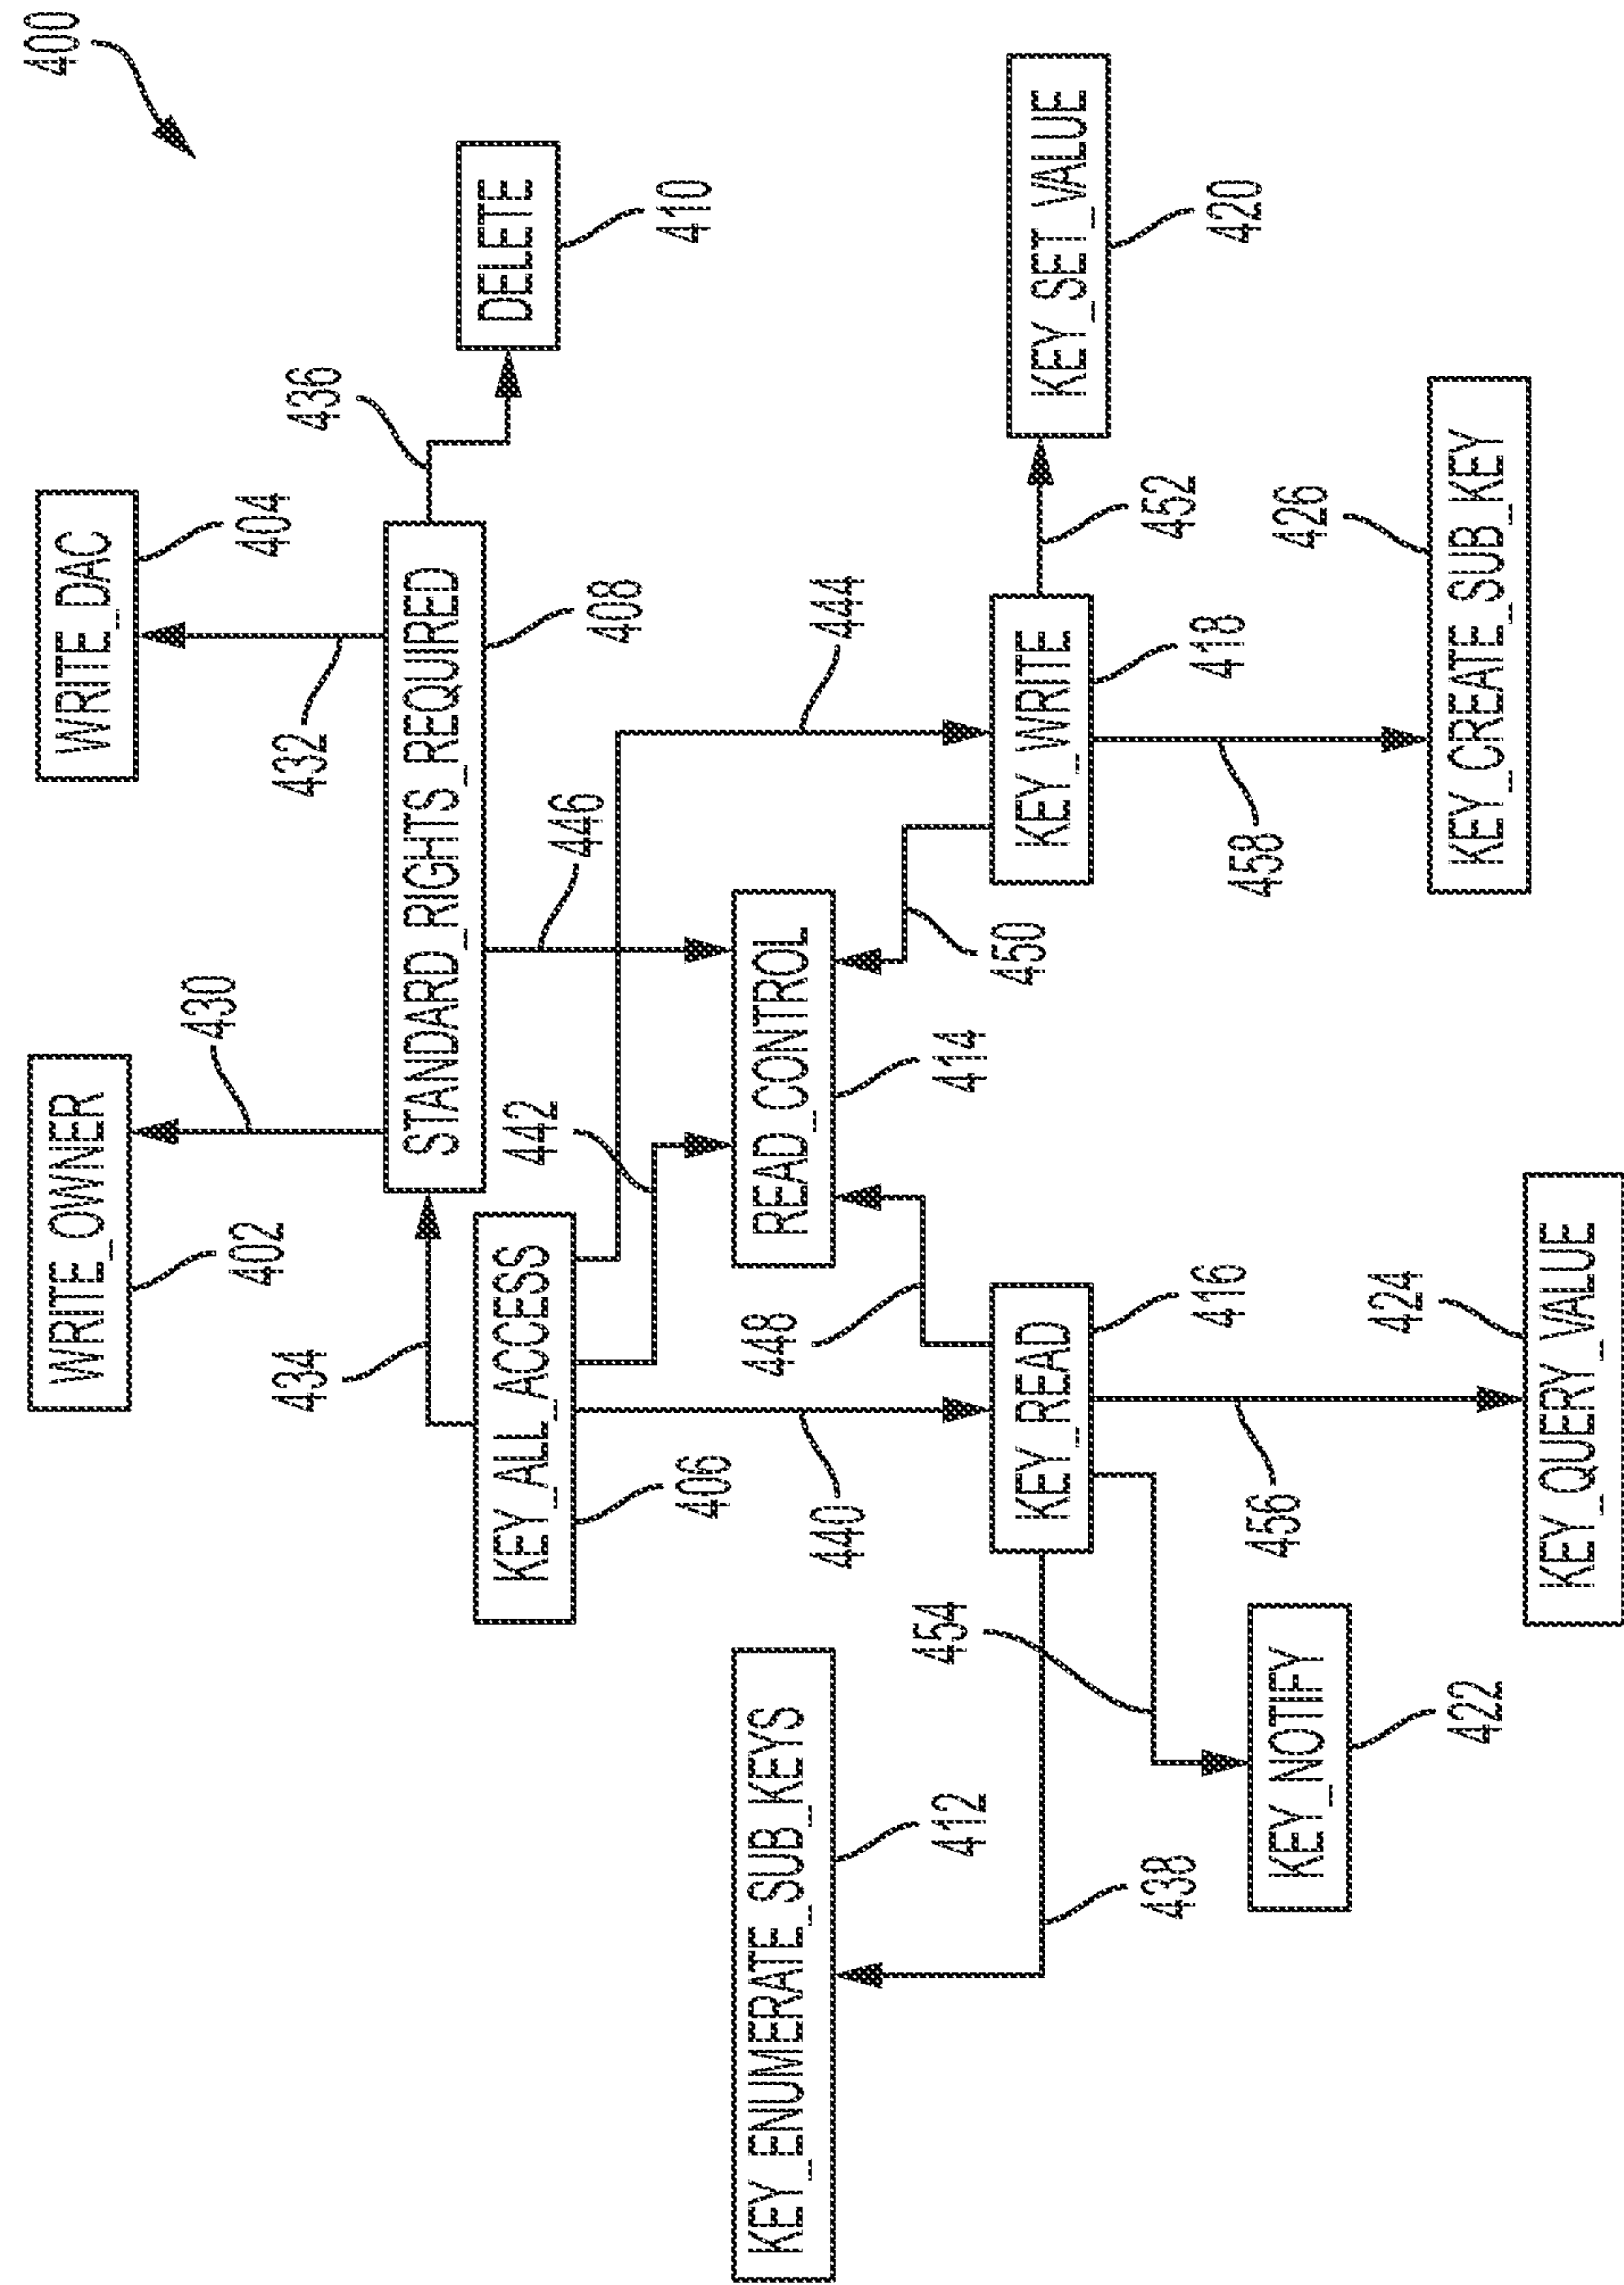 400
WRITE_OWNER
WRITE_DAC
430
402
404
434
432
436
STANDARD_RIGHTS_REQUIRED
KEY_ALL_ACCESS
DELETE
442
446
408
406
410
KEY_ENUMERATE_SUB_KEYS
448
READ_CONTROL
440
444
412
454
414
450
KEY_READ
KEY_WRITE
KEY_SET_VALUE
438
452
416
418
420
456
458
KEY_NOTIFY
426
424
422
KEY_CREATE_SUB_KEY
KEY_QUERY_VALUE